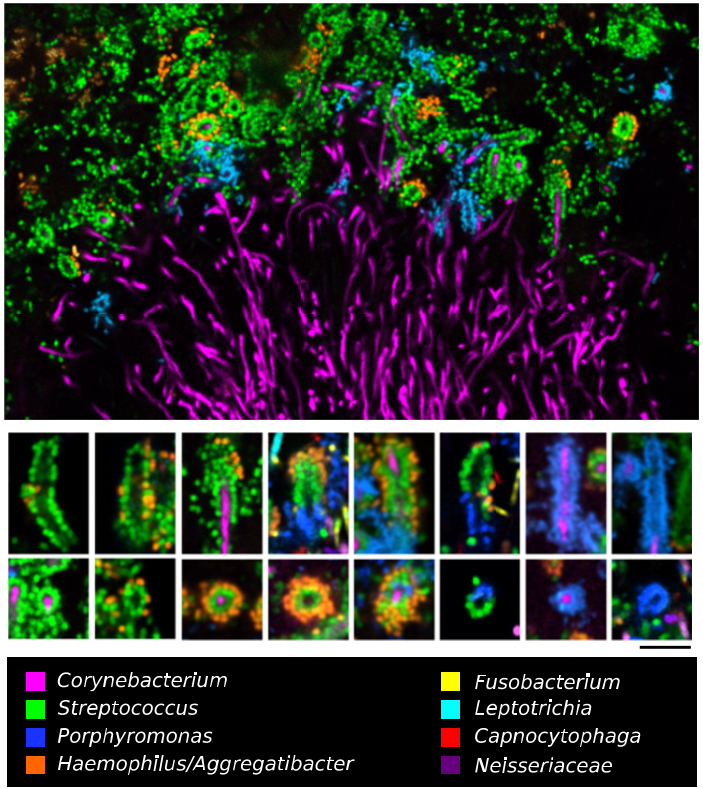 Corynebacterium
Streptococcus
Porphyromonas
Haemophilus/Aggregatibacter
Fusobacterium
Leptotrichia
Capnocytophaga
Neisseriaceae